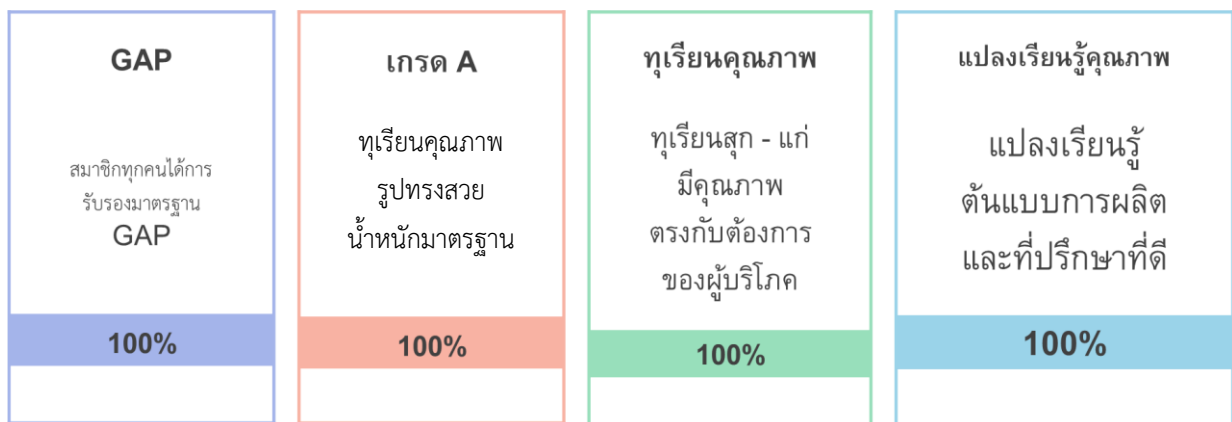 GAP
สมาชิกทุกคนได้การ
รับรองมาตรฐาน
GAP
100%
เกรด A
ทุเรียนคุณภาพ
รูปทรงสวย
น้ำหนักมาตรฐาน
100%
ทุเรียนคุณภาพ
ทุเรียนสุก - แก่
มีคุณภาพ
ตรงกับต้องการ
ของผู้บริโภค
100%
แปลงเรียนรู้คุณภาพ
แปลงเรียนรู้
ต้นแบบการผลิต
และที่ปรึกษาที่ดี
100%